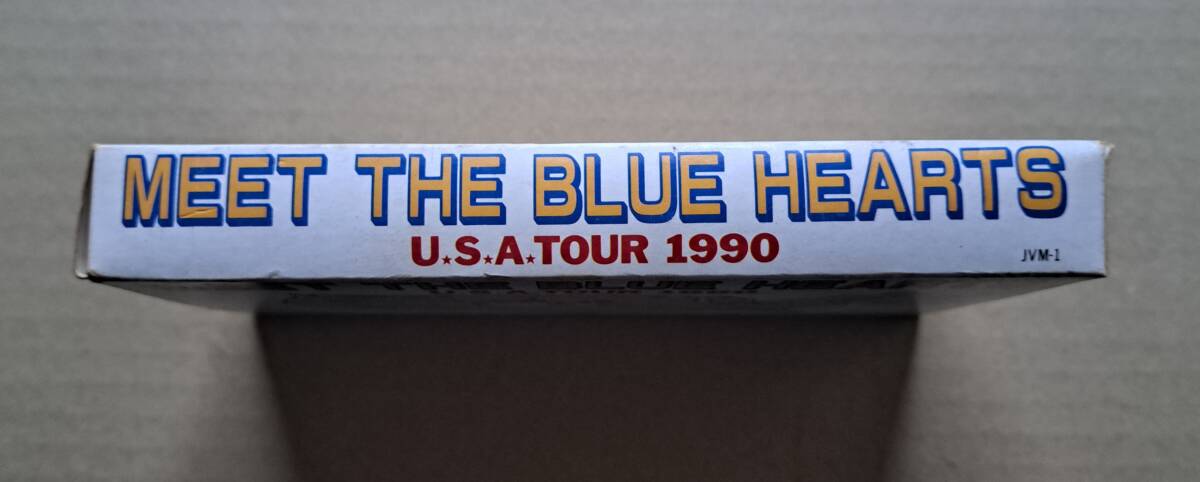 MEET THE BLUE HEARTS
U.S.A.TOUR 1990
JVM-1